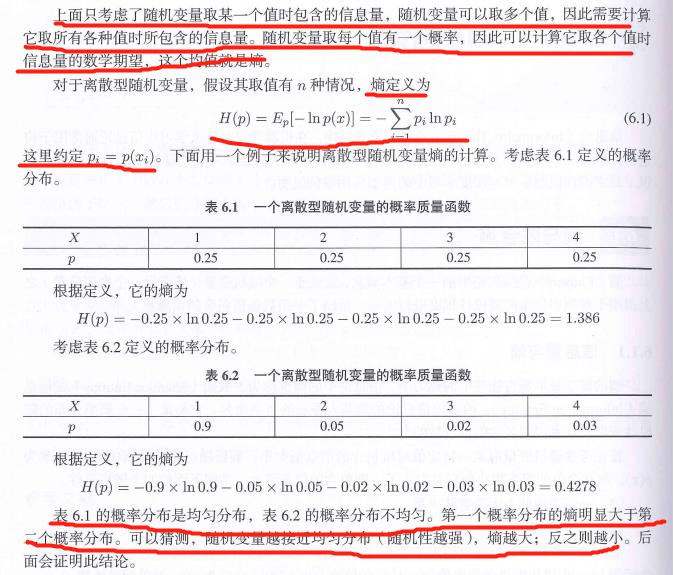 上面只考虑了随机变量取某一个值时包含的信息量,随机变量可以取多个值,因此需要计算
它取所有各种值时所包含的信息量。随机变量取每个值有一个概率,因此可以计算它取各个值时
信息量的数学期望,这个均值就是熵。
对于离散型随机变量,假设其取值有 n 种情况,熵定义为
H(p) = E_p[−ln p(x)] = −∑_{i=1}^{n} p_i ln p_i (6.1)
这里约定 p_i = p(x_i)。下面用一个例子来说明离散型随机变量熵的计算。考虑表 6.1 定义的概率
分布。
表 6.1 一个离散型随机变量的概率质量函数
X 1 2 3 4
p 0.25 0.25 0.25 0.25
根据定义,它的熵为
H(p) = −0.25 × ln 0.25 − 0.25 × ln 0.25 − 0.25 × ln 0.25 − 0.25 × ln 0.25 = 1.386
考虑表 6.2 定义的概率分布。
表 6.2 一个离散型随机变量的概率质量函数
X 1 2 3 4
p 0.9 0.05 0.02 0.03
根据定义,它的熵为
H(p) = −0.9 × ln 0.9 − 0.05 × ln 0.05 − 0.02 × ln 0.02 − 0.03 × ln 0.03 = 0.4278
表 6.1 的概率分布是均匀分布,表 6.2 的概率分布不均匀。第一个概率分布的熵明显大于第
二个概率分布。可以猜测,随机变量越接近均匀分布(随机性越强),熵越大;反之则越小。后
面会证明此结论。